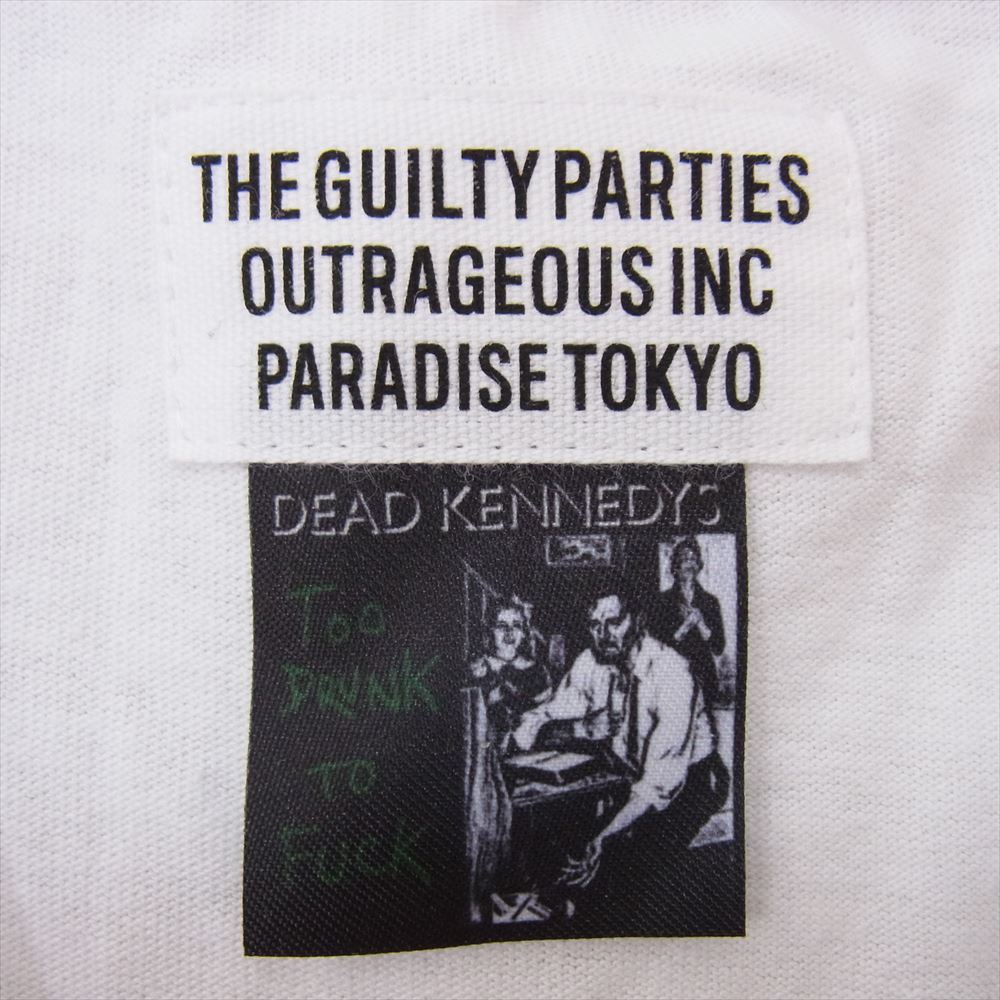 THE GUILTY PARTIES
OUTRAGEOUS INC
PARADISE TOKYO
DEAD KENNEDYS
Too
DRUNK
TO
FUCK